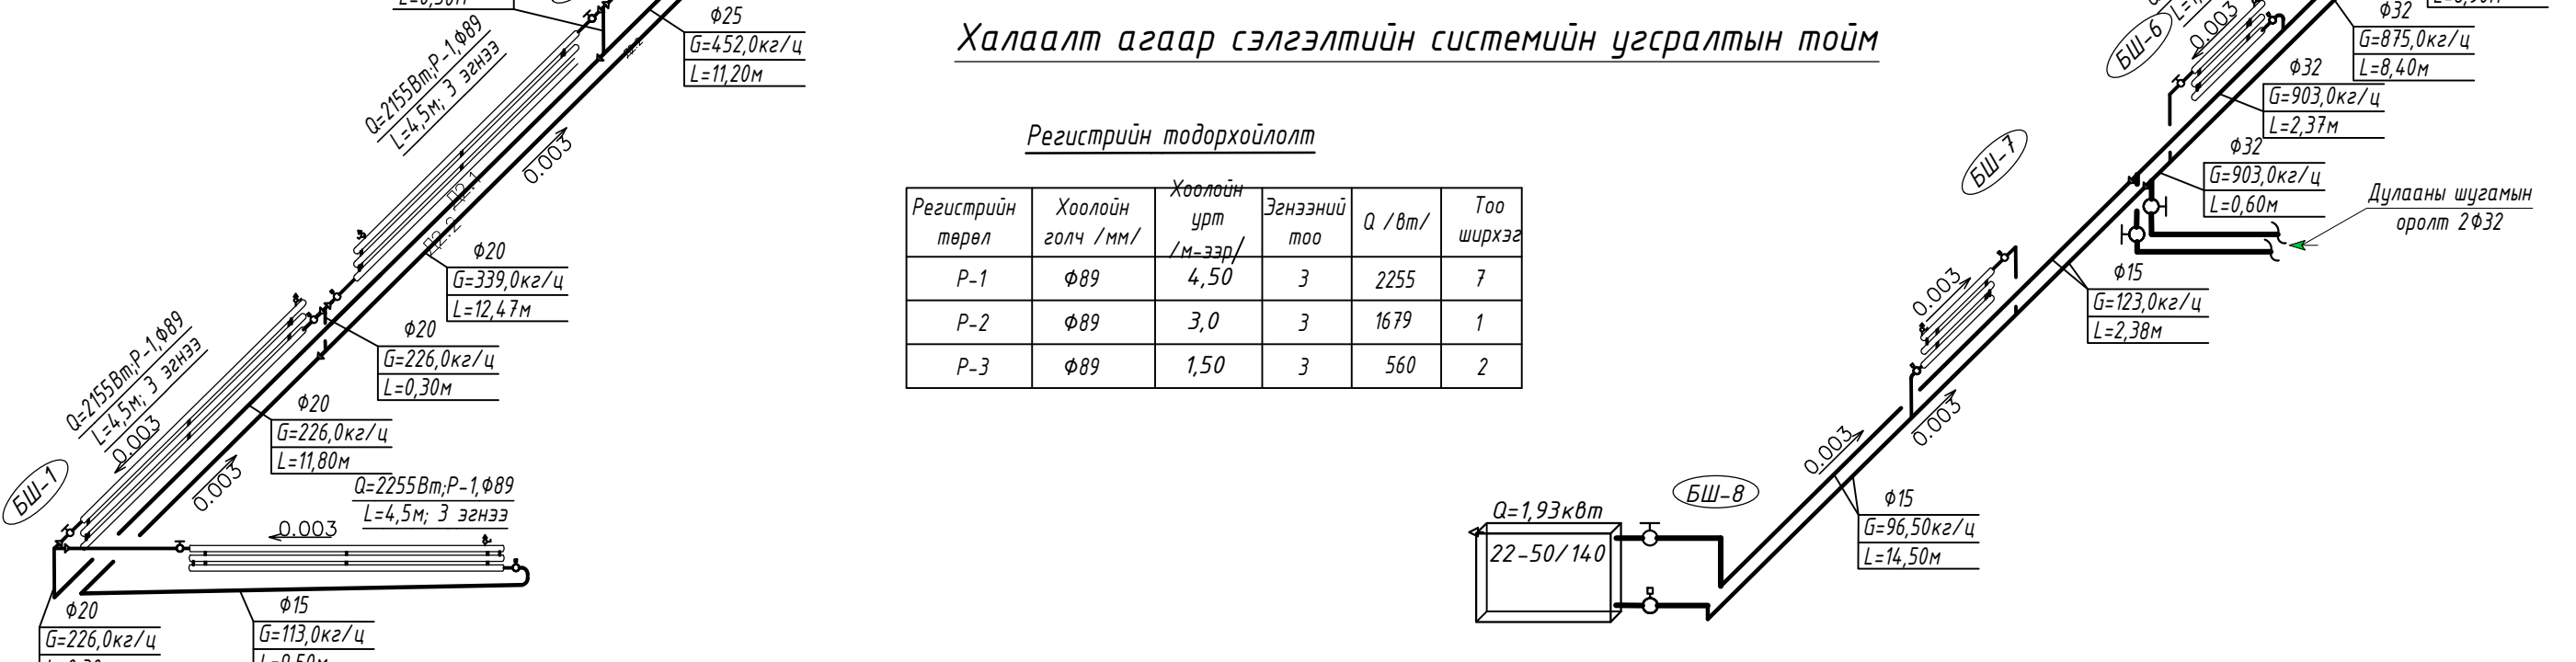 Халаалт агаар сэлгэлтийн системийн угсралтын тойм
ф25
G=452,0кг/ц
L=11,20м
Q=2155Вт;Р-1,ф89
L=4,5м; 3 эгнээ
0.003
ф20
G=339,0кг/ц
L=12,47м
ф20
G=226,0кг/ц
L=0,30м
Q=2155Вт;Р-1,ф89
L=4,5м; 3 эгнээ
0.003
ф20
G=226,0кг/ц
L=11,80м
0.003
БШ-1
Q=2255Вт;Р-1,ф89
L=4,5м; 3 эгнээ
0.003
ф20
G=226,0кг/ц
ф15
G=113,0кг/ц
Регистрийн тодорхойлолт
Регистрийн төрөл
Хоолойн голч /мм/
Хоолойн урт /м-ээр/
Эгнээний тоо
Q /вт/
Тоо ширхэг
Р-1 ф89 4,50 3 2255 7
Р-2 ф89 3,0 3 1679 1
Р-3 ф89 1,50 3 560 2
БШ-6
0.003
ф32
G=875,0кг/ц
L=8,40м
ф32
G=903,0кг/ц
L=2,37м
ф32
G=903,0кг/ц
L=0,60м
Дулааны шугамын
оролт 2ф32
БШ-7
0.003
ф15
G=123,0кг/ц
L=2,38м
0.003
0.003
БШ-8
ф15
G=96,50кг/ц
L=14,50м
Q=1,93квт
22-50/140